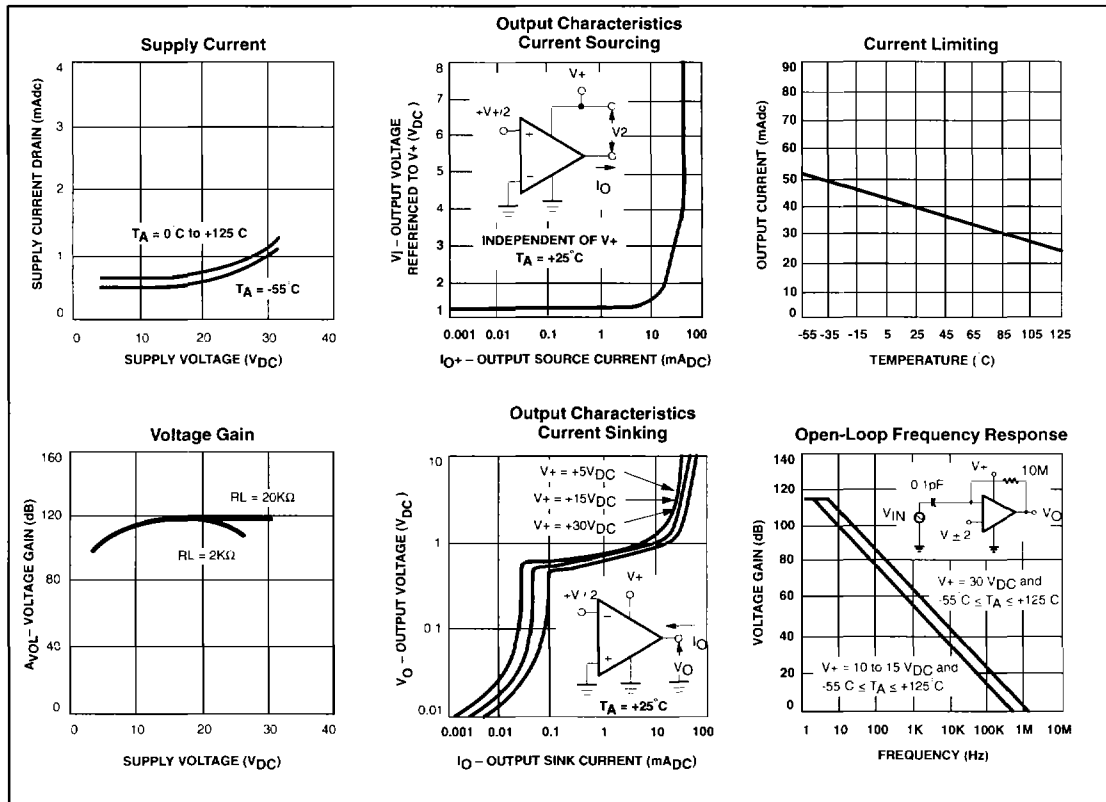 Supply Current
SUPPLY CURRENT DRAIN (mAdc)
4
3
2
1
0
TA = 0°C to +125 C
TA = -55°C
0 10 20 30 40
SUPPLY VOLTAGE (VDC)
Output Characteristics
Current Sourcing
Vj – OUTPUT VOLTAGE
REFERENCED TO V+ (VDC)
8
7
6
5
4
3
2
1
V+
+V+/2
+
−
V2
IO
INDEPENDENT OF V+
TA = +25°C
0.001 0.01 0.1 1 10 100
IO+ – OUTPUT SOURCE CURRENT (mADC)
Current Limiting
OUTPUT CURRENT (mAdc)
90
80
70
60
50
40
30
20
10
0
-55 -35 -15 5 25 45 65 85 105 125
TEMPERATURE (°C)
Voltage Gain
AVOL– VOLTAGE GAIN (dB)
160
120
80
40
0
RL = 20KΩ
RL = 2KΩ
0 10 20 30 40
SUPPLY VOLTAGE (VDC)
Output Characteristics
Current Sinking
VO – OUTPUT VOLTAGE (VDC)
10
1
0.1
0.01
V+ = +5VDC
V+ = +15VDC
V+ = +30VDC
V+
+V+/2
−
+
IO
VO
TA = +25°C
0.001 0.01 0.1 1 10 100
IO – OUTPUT SINK CURRENT (mADC)
Open-Loop Frequency Response
VOLTAGE GAIN (dB)
140
120
100
80
60
40
20
0
V+
10M
0.1pF
VIN
VO
V ± 2
V+ = 30 VDC and
-55°C ≤ TA ≤ +125 C
V+ = 10 to 15 VDC and
-55 C ≤ TA ≤ +125°C
1 10 100 1K 10K 100K 1M 10M
FREQUENCY (Hz)